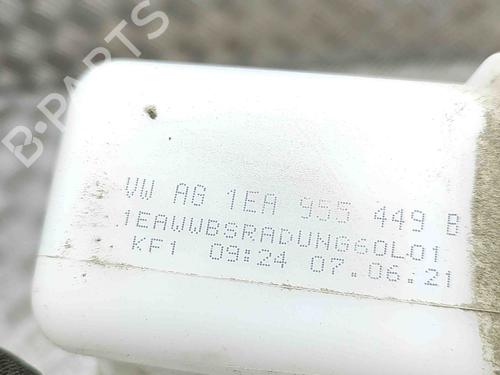 B-PARTS
VW AG 1EA 955 449 B
1EAWWBSRADUNG60L01
KF1 09:24 07.06.21